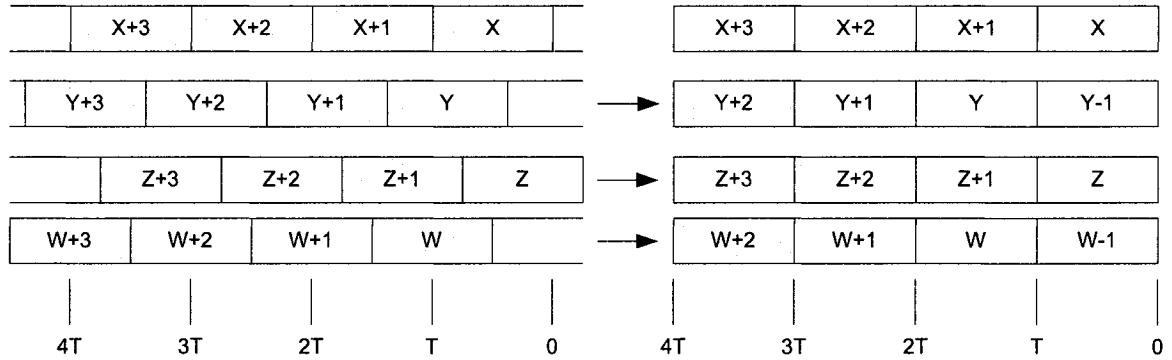 X+3 X+2 X+1 X X+3 X+2 X+1 X
Y+3 Y+2 Y+1 Y Y+2 Y+1 Y Y-1
Z+3 Z+2 Z+1 Z Z+3 Z+2 Z+1 Z
W+3 W+2 W+1 W W+2 W+1 W W-1
4T 3T 2T T 0 4T 3T 2T T 0